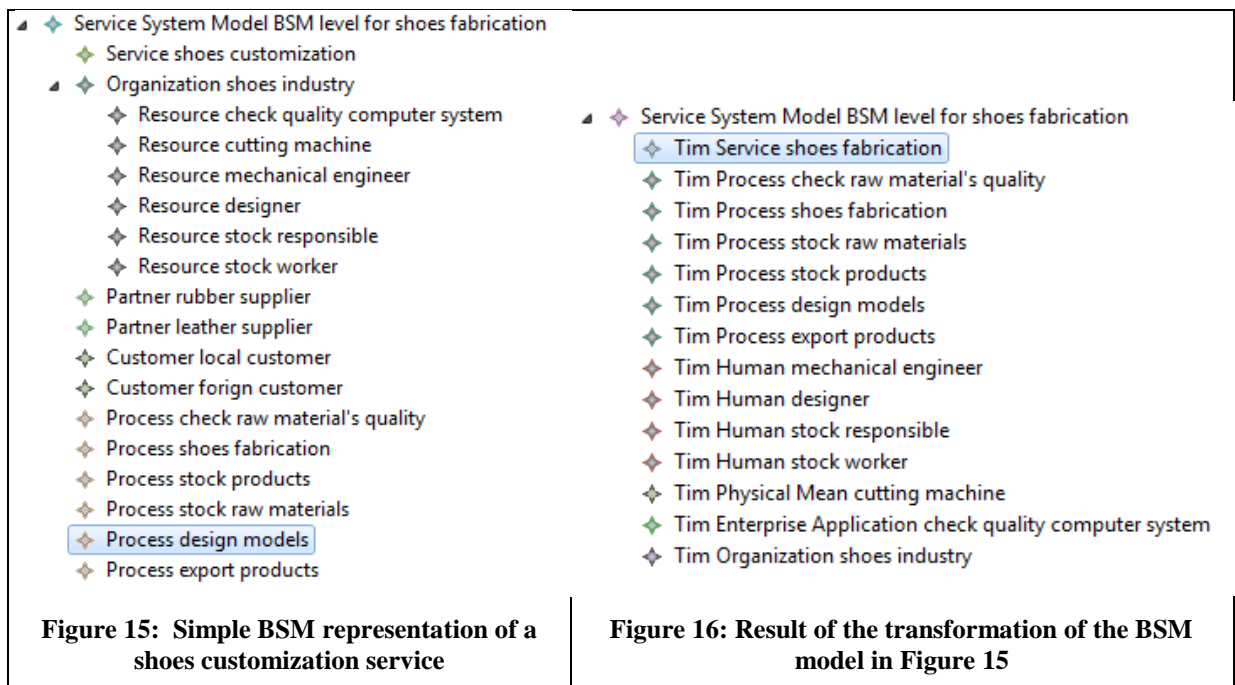 Service System Model BSM level for shoes fabrication
Service shoes customization
Organization shoes industry
Resource check quality computer system
Resource cutting machine
Resource mechanical engineer
Resource designer
Resource stock responsible
Resource stock worker
Partner rubber supplier
Partner leather supplier
Customer local customer
Customer forign customer
Process check raw material's quality
Process shoes fabrication
Process stock products
Process stock raw materials
Process design models
Process export products
Figure 15: Simple BSM representation of a
shoes customization service
Service System Model BSM level for shoes fabrication
Tim Service shoes fabrication
Tim Process check raw material's quality
Tim Process shoes fabrication
Tim Process stock raw materials
Tim Process stock products
Tim Process design models
Tim Process export products
Tim Human mechanical engineer
Tim Human designer
Tim Human stock responsible
Tim Human stock worker
Tim Physical Mean cutting machine
Tim Enterprise Application check quality computer system
Tim Organization shoes industry
Figure 16: Result of the transformation of the BSM
model in Figure 15